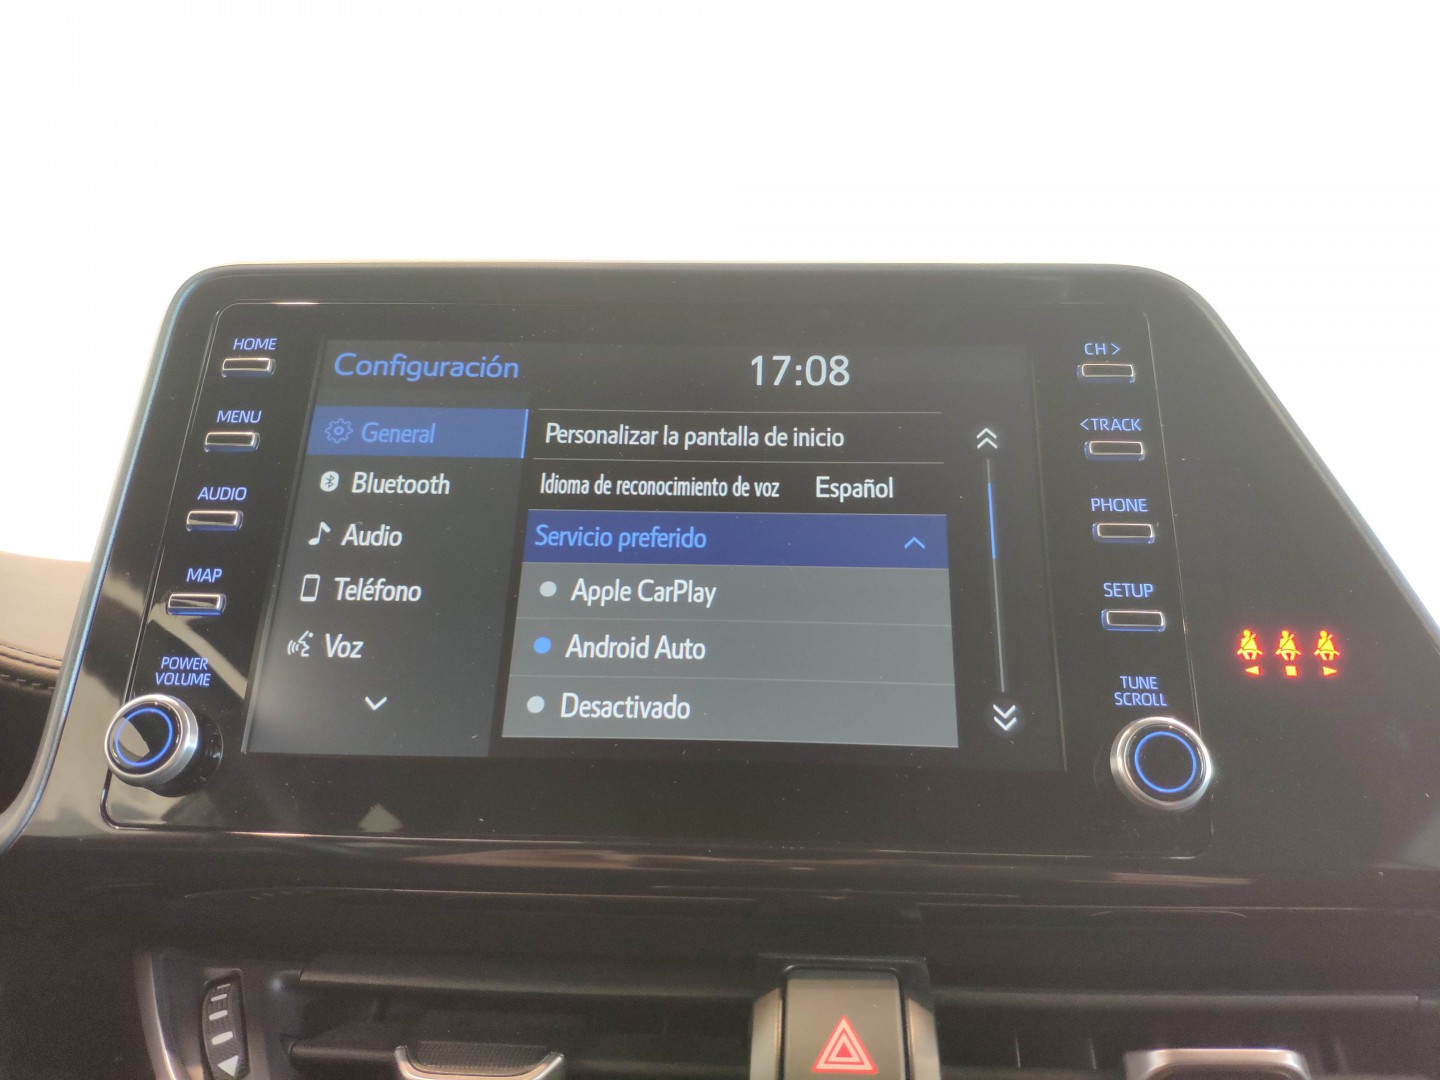 HOME
MENU
AUDIO
MAP
POWER
VOLUME
Configuración
17:08
General
Bluetooth
Audio
Teléfono
Voz
Personalizar la pantalla de inicio
Idioma de reconocimiento de voz Español
Servicio preferido
Apple CarPlay
Android Auto
Desactivado
CH >
<TRACK
PHONE
SETUP
TUNE
SCROLL